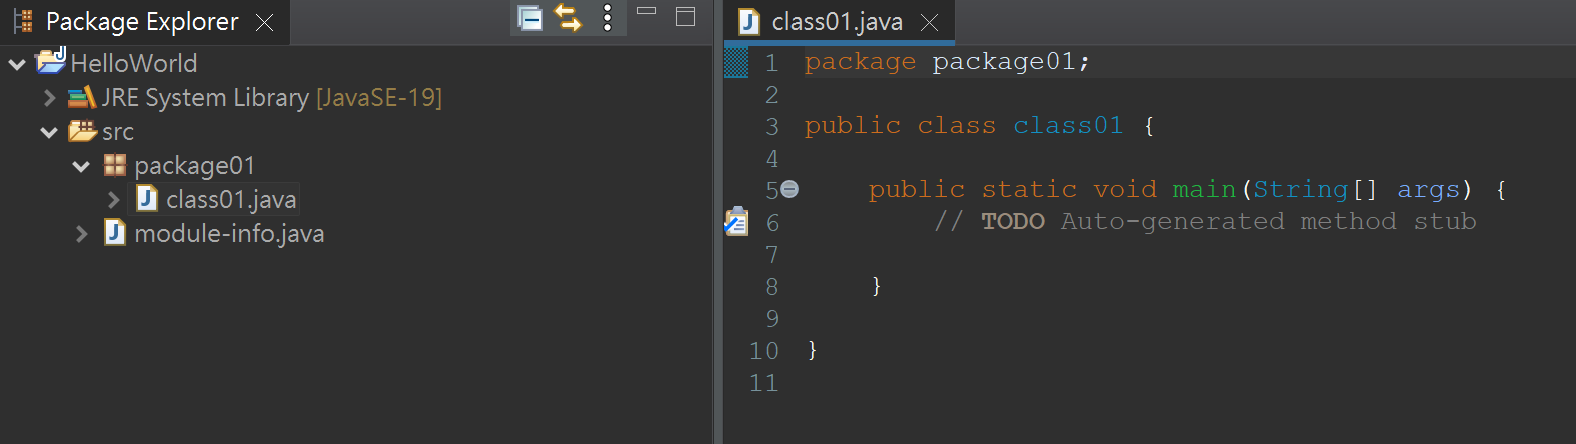 Package Explorer
HelloWorld
JRE System Library [JavaSE-19]
src
package01
class01.java
module-info.java
class01.java
1 package package01;
2
3 public class class01 {
4
5 public static void main(String[] args) {
6 // TODO Auto-generated method stub
7
8 }
9
10 }
11